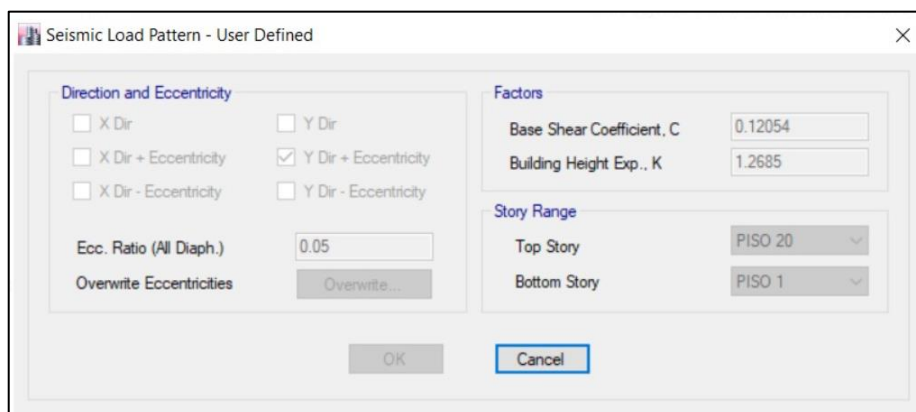 Seismic Load Pattern - User Defined
Direction and Eccentricity
X Dir
Y Dir
X Dir + Eccentricity
Y Dir + Eccentricity
X Dir - Eccentricity
Y Dir - Eccentricity
Ecc. Ratio (All Diaph.)
0.05
Overwrite Eccentricities
Overwrite...
Factors
Base Shear Coefficient, C
0.12054
Building Height Exp., K
1.2685
Story Range
Top Story
PISO 20
Bottom Story
PISO 1
OK
Cancel